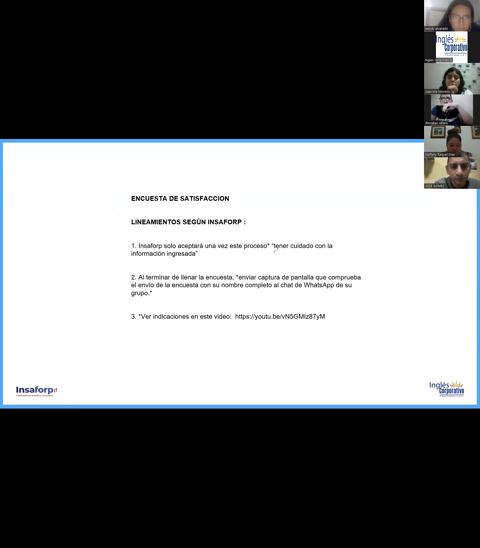 Inglés
Corporativo
ENCUESTA DE SATISFACCION
LINEAMIENTOS SEGÚN INSAFORP :
1. Insaforp solo aceptará una vez este proceso* "tener cuidado con la
información ingresada"
2. Al terminar de llenar la encuesta, *enviar captura de pantalla que comprueba
el envío de la encuesta con su nombre completo al chat de WhatsApp de su
grupo.*
3. *Ver indicaciones en este video: https://youtu.be/vN5GMIz87yM
Insaforp
Inglés
Corporativo